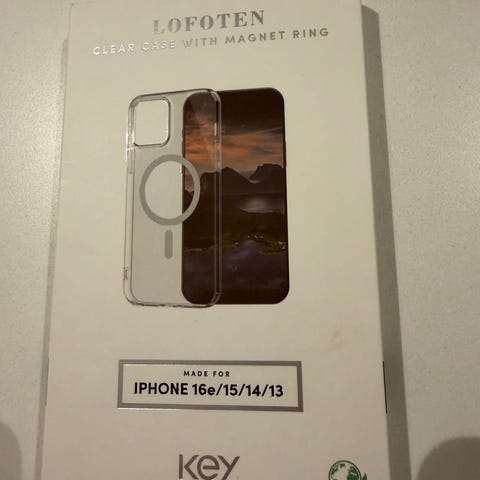 LOFOTEN
CLEAR CASE WITH MAGNET RING
MADE FOR
IPHONE 16e/15/14/13
Key